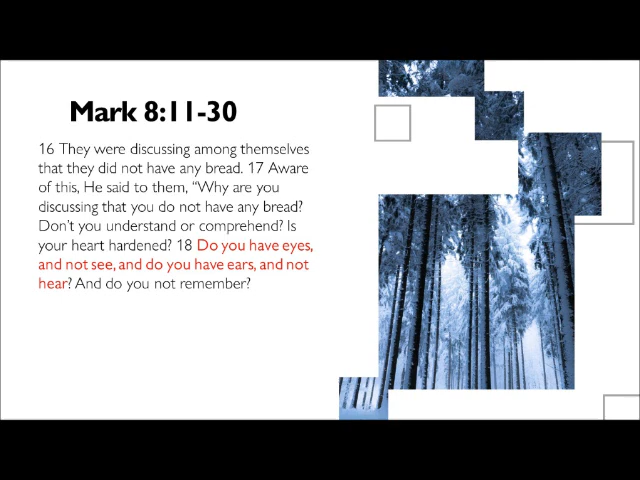 Mark 8:11-30
16 They were discussing among themselves
that they did not have any bread. 17 Aware
of this, He said to them, “Why are you
discussing that you do not have any bread?
Don’t you understand or comprehend? Is
your heart hardened? 18 Do you have eyes,
and not see, and do you have ears, and not
hear? And do you not remember?